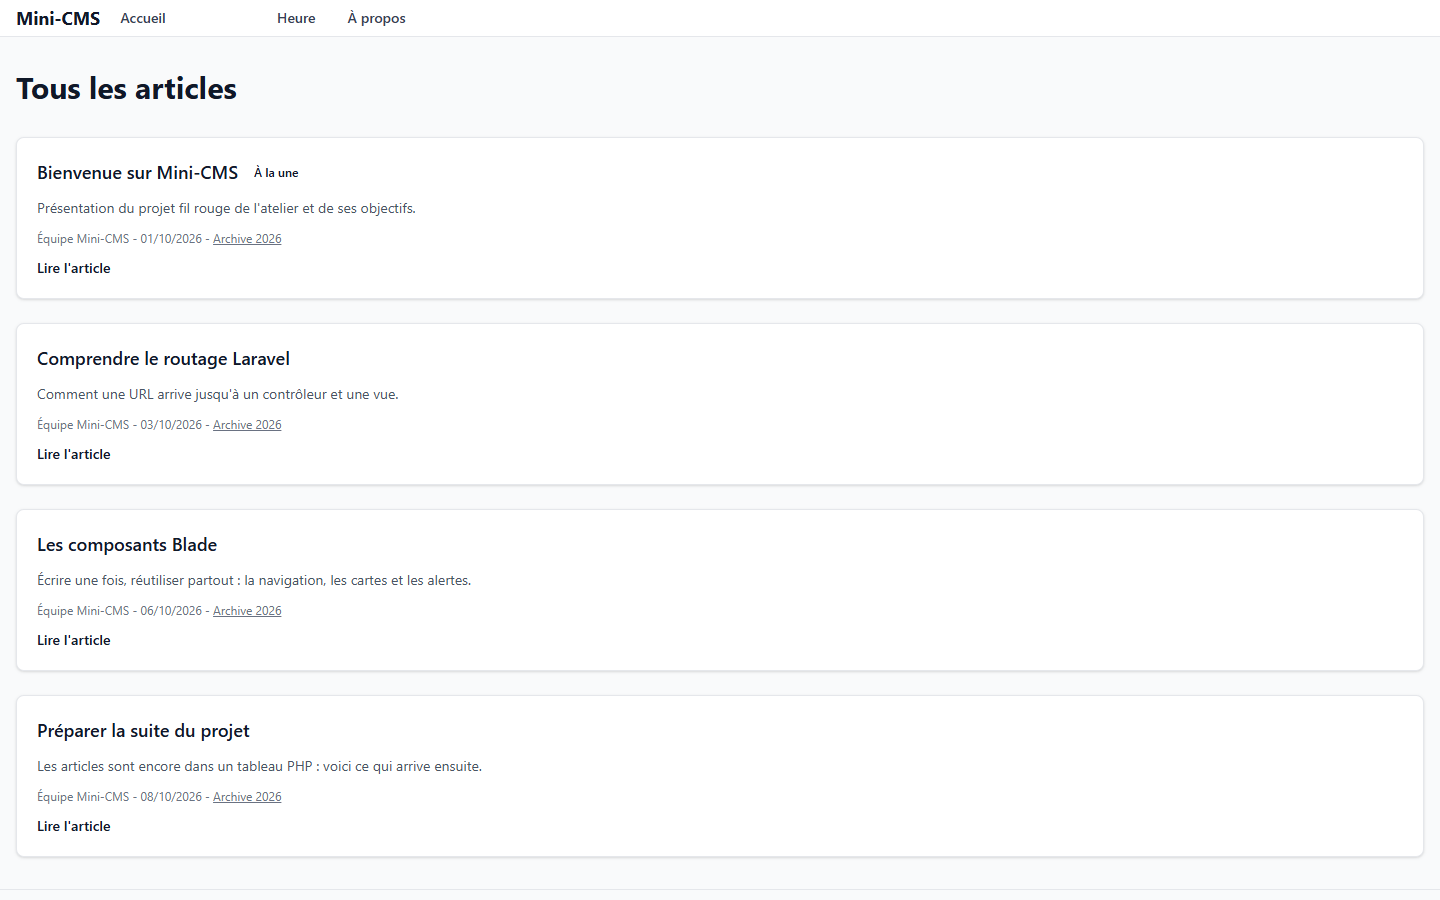 Mini-CMS Accueil Heure À propos
Tous les articles
Bienvenue sur Mini-CMS À la une
Présentation du projet fil rouge de l'atelier et de ses objectifs.
Équipe Mini-CMS - 01/10/2026 - Archive 2026
Lire l'article
Comprendre le routage Laravel
Comment une URL arrive jusqu'à un contrôleur et une vue.
Équipe Mini-CMS - 03/10/2026 - Archive 2026
Lire l'article
Les composants Blade
Écrire une fois, réutiliser partout : la navigation, les cartes et les alertes.
Équipe Mini-CMS - 06/10/2026 - Archive 2026
Lire l'article
Préparer la suite du projet
Les articles sont encore dans un tableau PHP : voici ce qui arrive ensuite.
Équipe Mini-CMS - 08/10/2026 - Archive 2026
Lire l'article